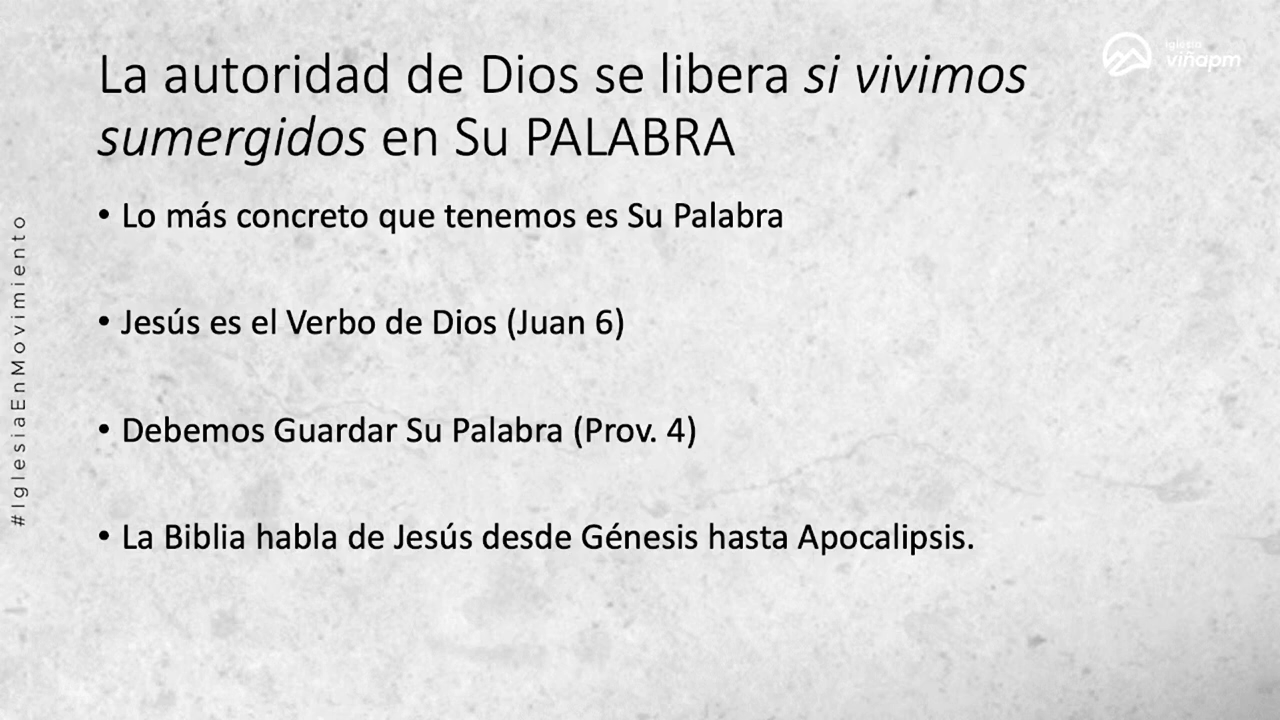 Iglesia
viñapm
La autoridad de Dios se libera si vivimos
sumergidos en Su PALABRA
• Lo más concreto que tenemos es Su Palabra
• Jesús es el Verbo de Dios (Juan 6)
• Debemos Guardar Su Palabra (Prov. 4)
• La Biblia habla de Jesús desde Génesis hasta Apocalipsis.
#IglesiaEnMovimiento